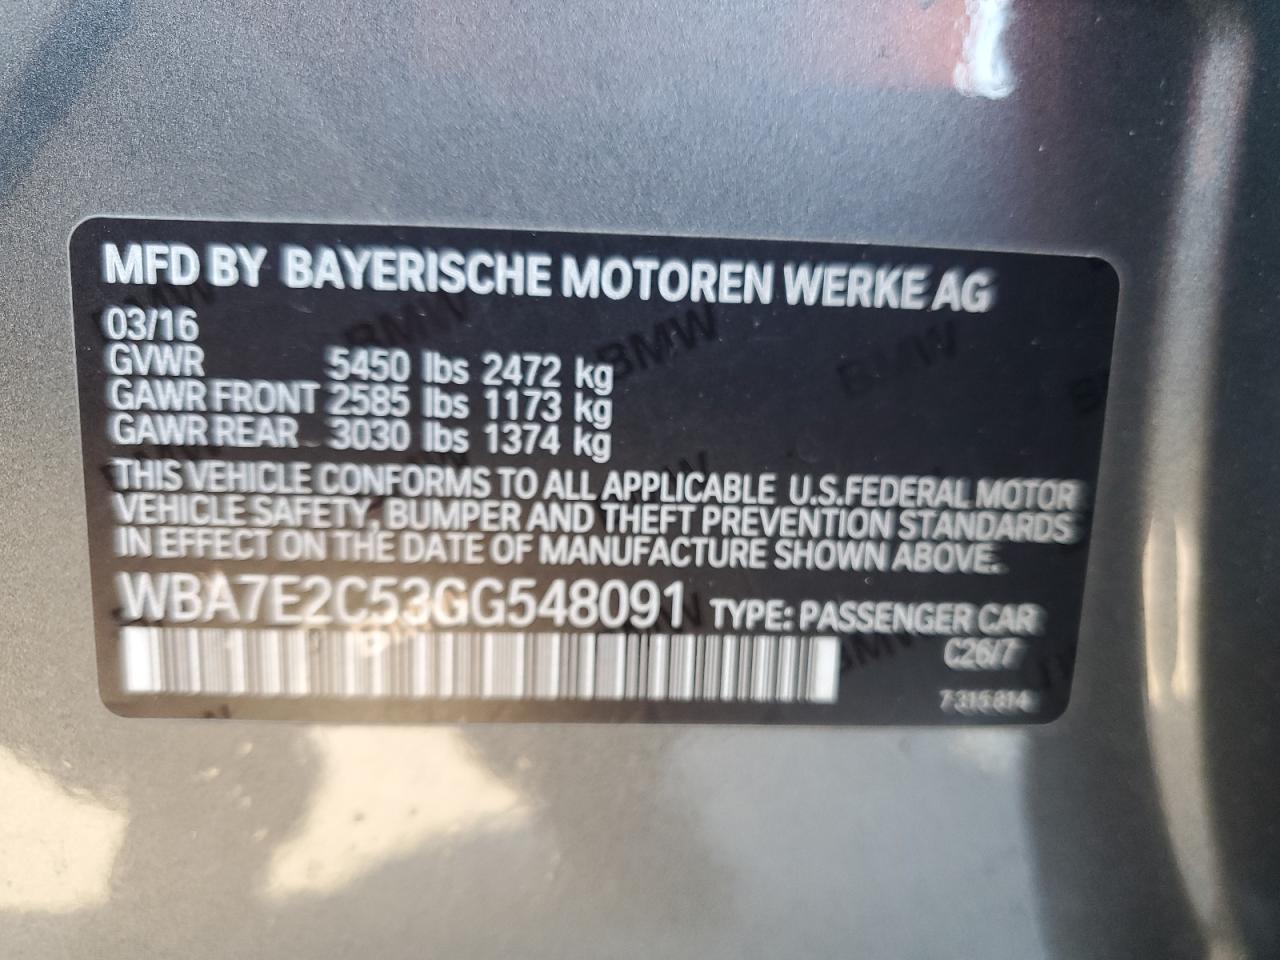 MFD BY BAYERISCHE MOTOREN WERKE AG
03/16
GVWR 5450 lbs 2472 kg
GAWR FRONT 2585 lbs 1173 kg
GAWR REAR 3030 lbs 1374 kg
THIS VEHICLE CONFORMS TO ALL APPLICABLE U.S.FEDERAL MOTOR
VEHICLE SAFETY, BUMPER AND THEFT PREVENTION STANDARDS
IN EFFECT ON THE DATE OF MANUFACTURE SHOWN ABOVE.
WBA7E2C53GG548091 TYPE: PASSENGER CAR
C26/7
7 315 814